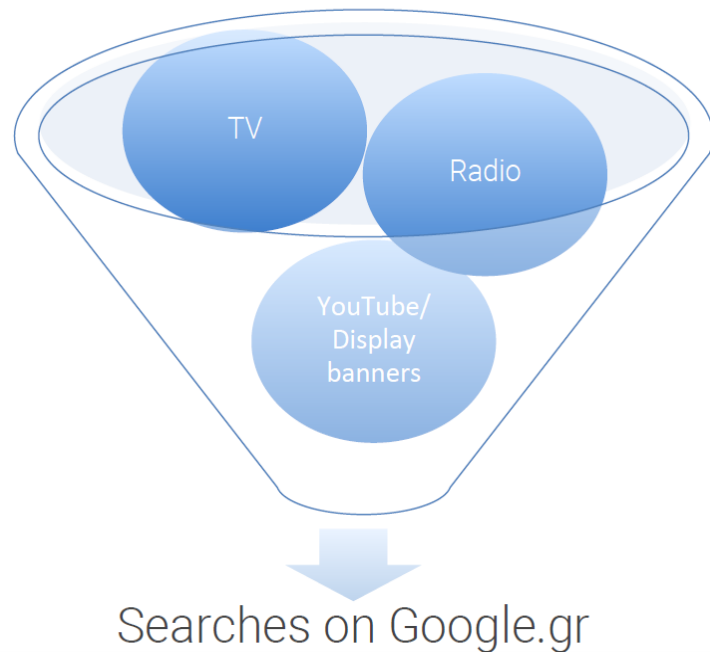 TV
Radio
YouTube/
Display
banners
Searches on Google.gr